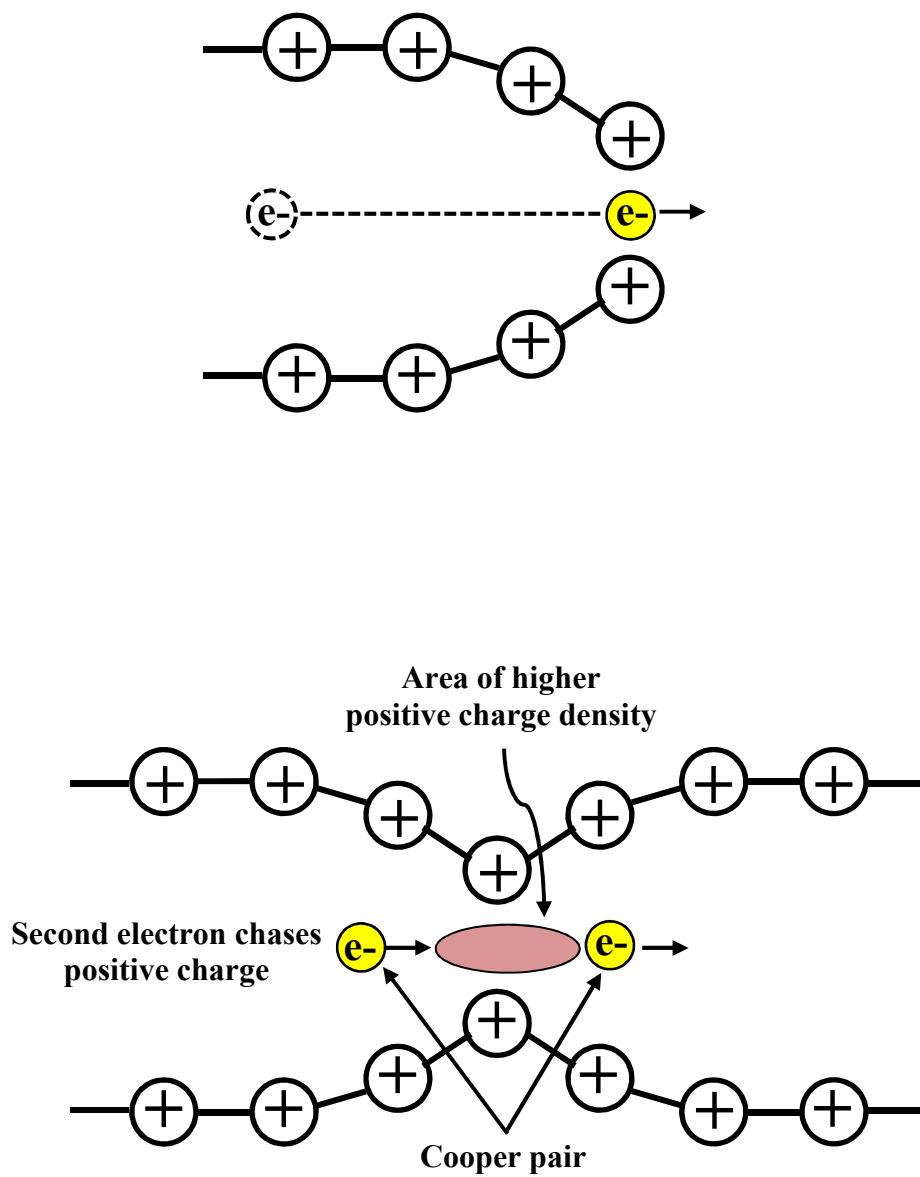 + + + +
e- e-
+ + + +
Area of higher
positive charge density
+ + + + + + +
Second electron chases
positive charge
e- e-
+ + + + + + +
Cooper pair